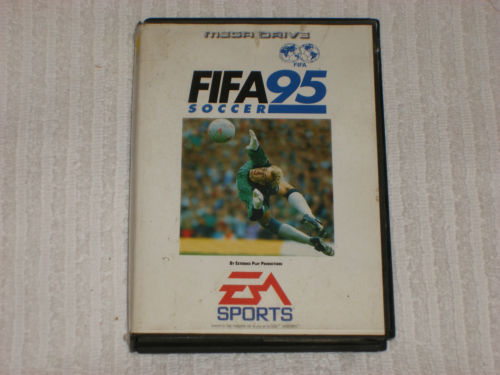 MEGA DRIVE
FIFA
FIFA 95
SOCCER
BY EXTENDED PLAY PRODUCTIONS
EA
SPORTS